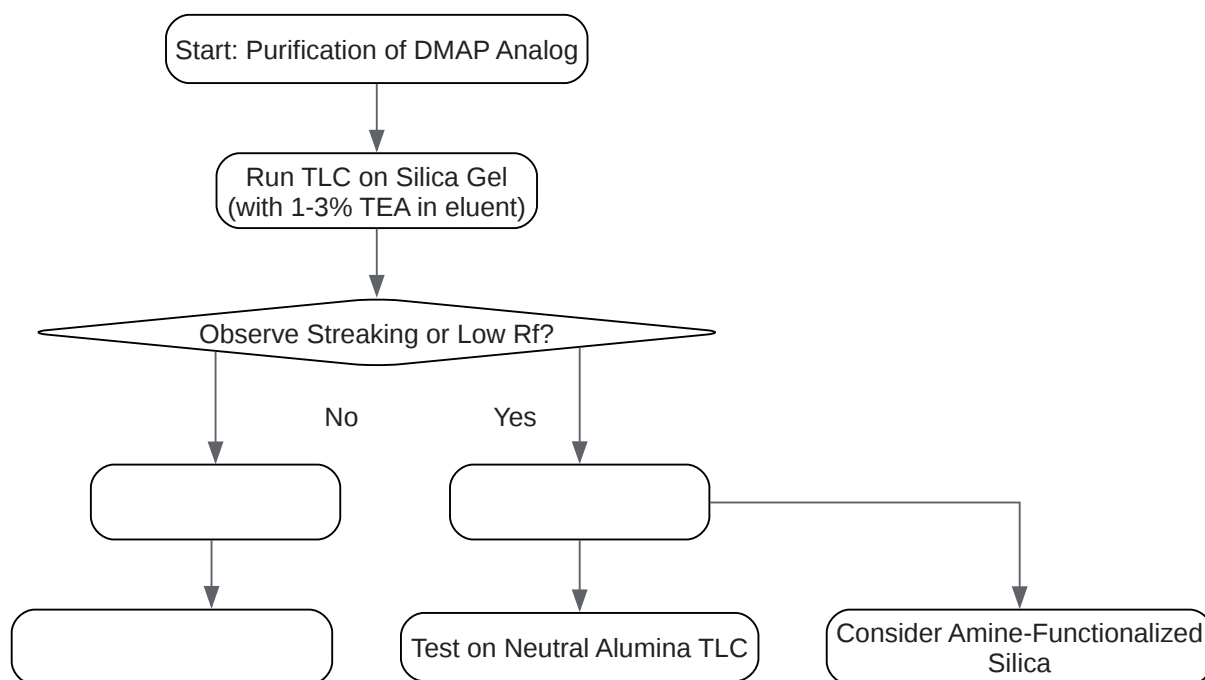 Start: Purification of DMAP Analog
Run TLC on Silica Gel
(with 1-3% TEA in eluent)
Observe Streaking or Low Rf?
No
Yes
Test on Neutral Alumina TLC
Consider Amine-Functionalized
Silica